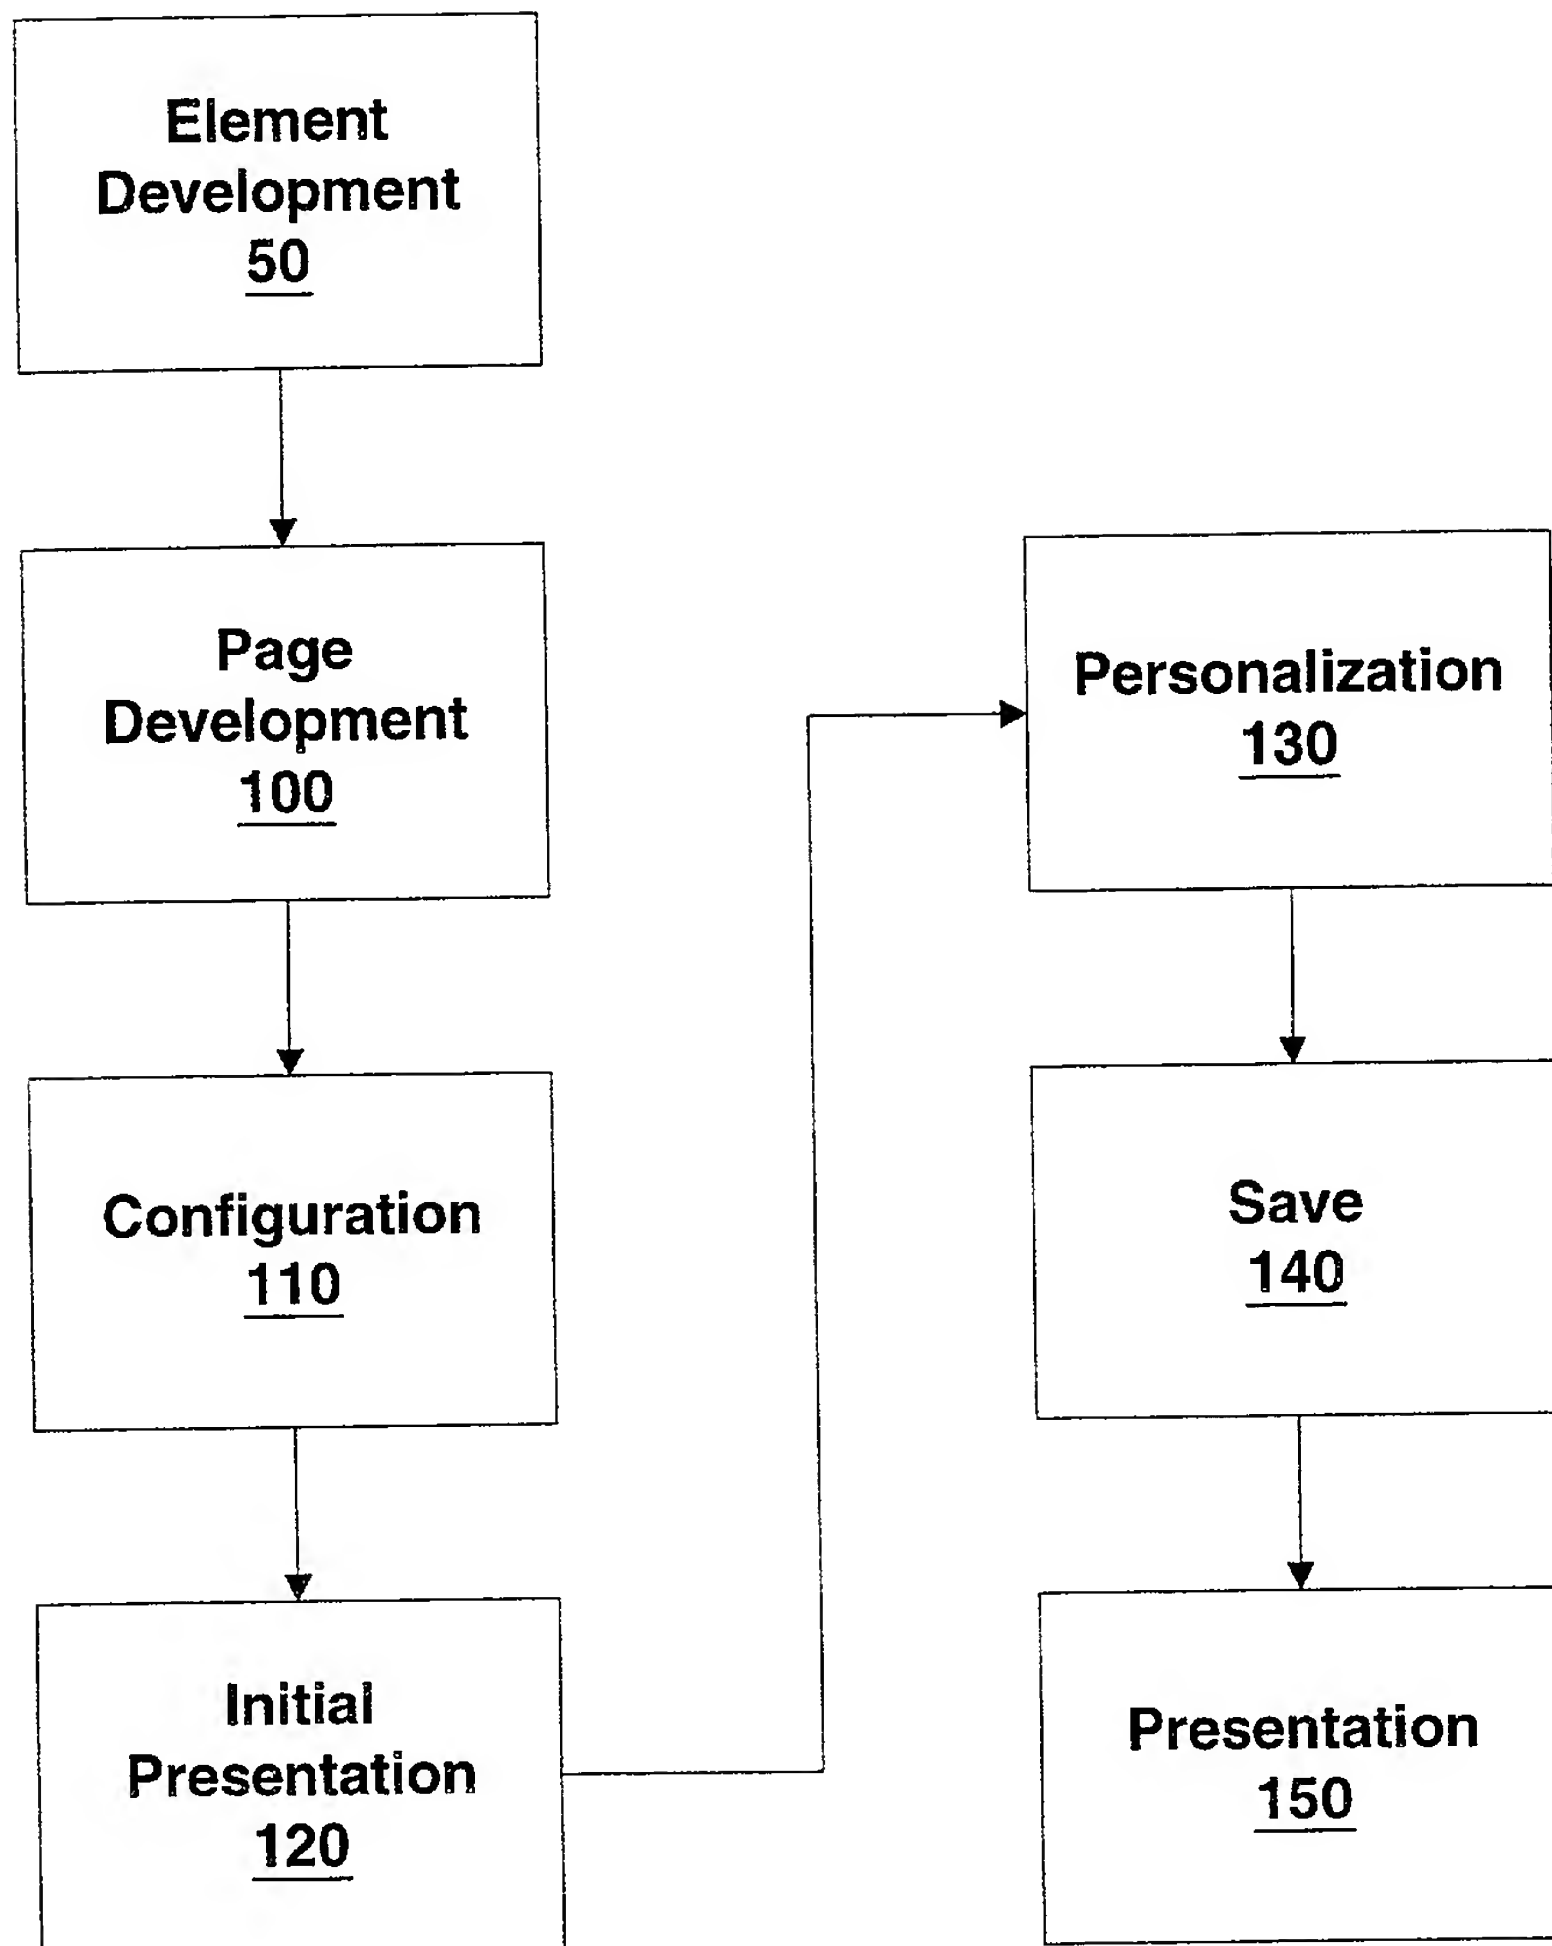 Element
Development
50
Page
Development
100
Configuration
110
Initial
Presentation
120
Personalization
130
Save
140
Presentation
150